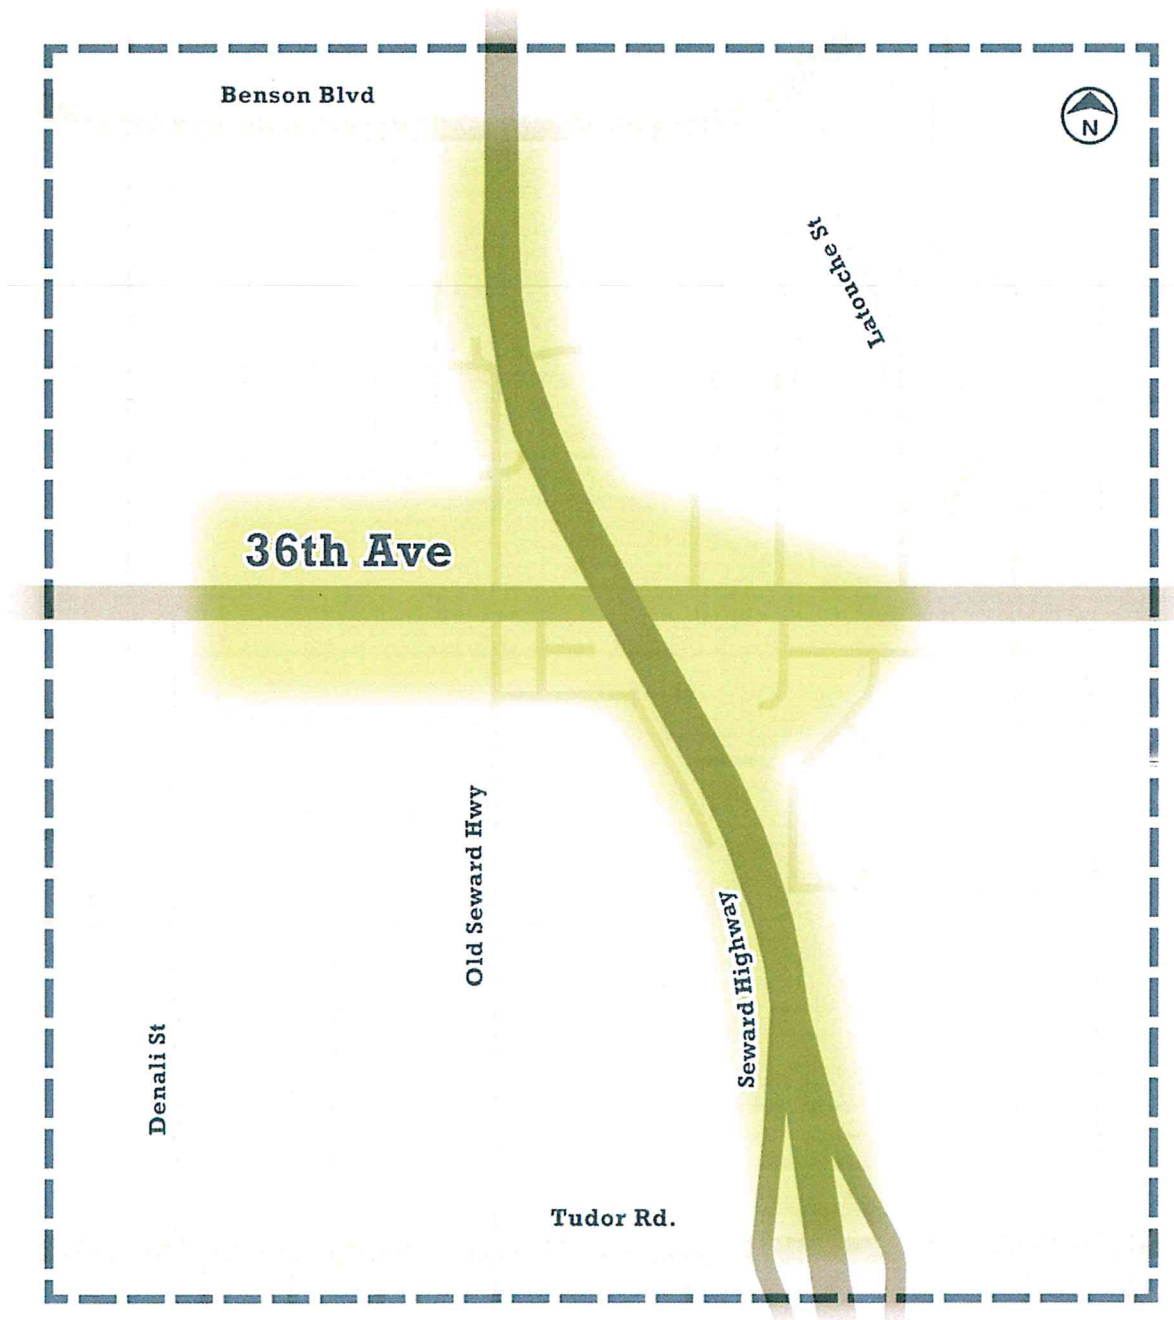 Benson Blvd
N
Latouche St
36th Ave
Old Seward Hwy
Seward Highway
Denali St
Tudor Rd.